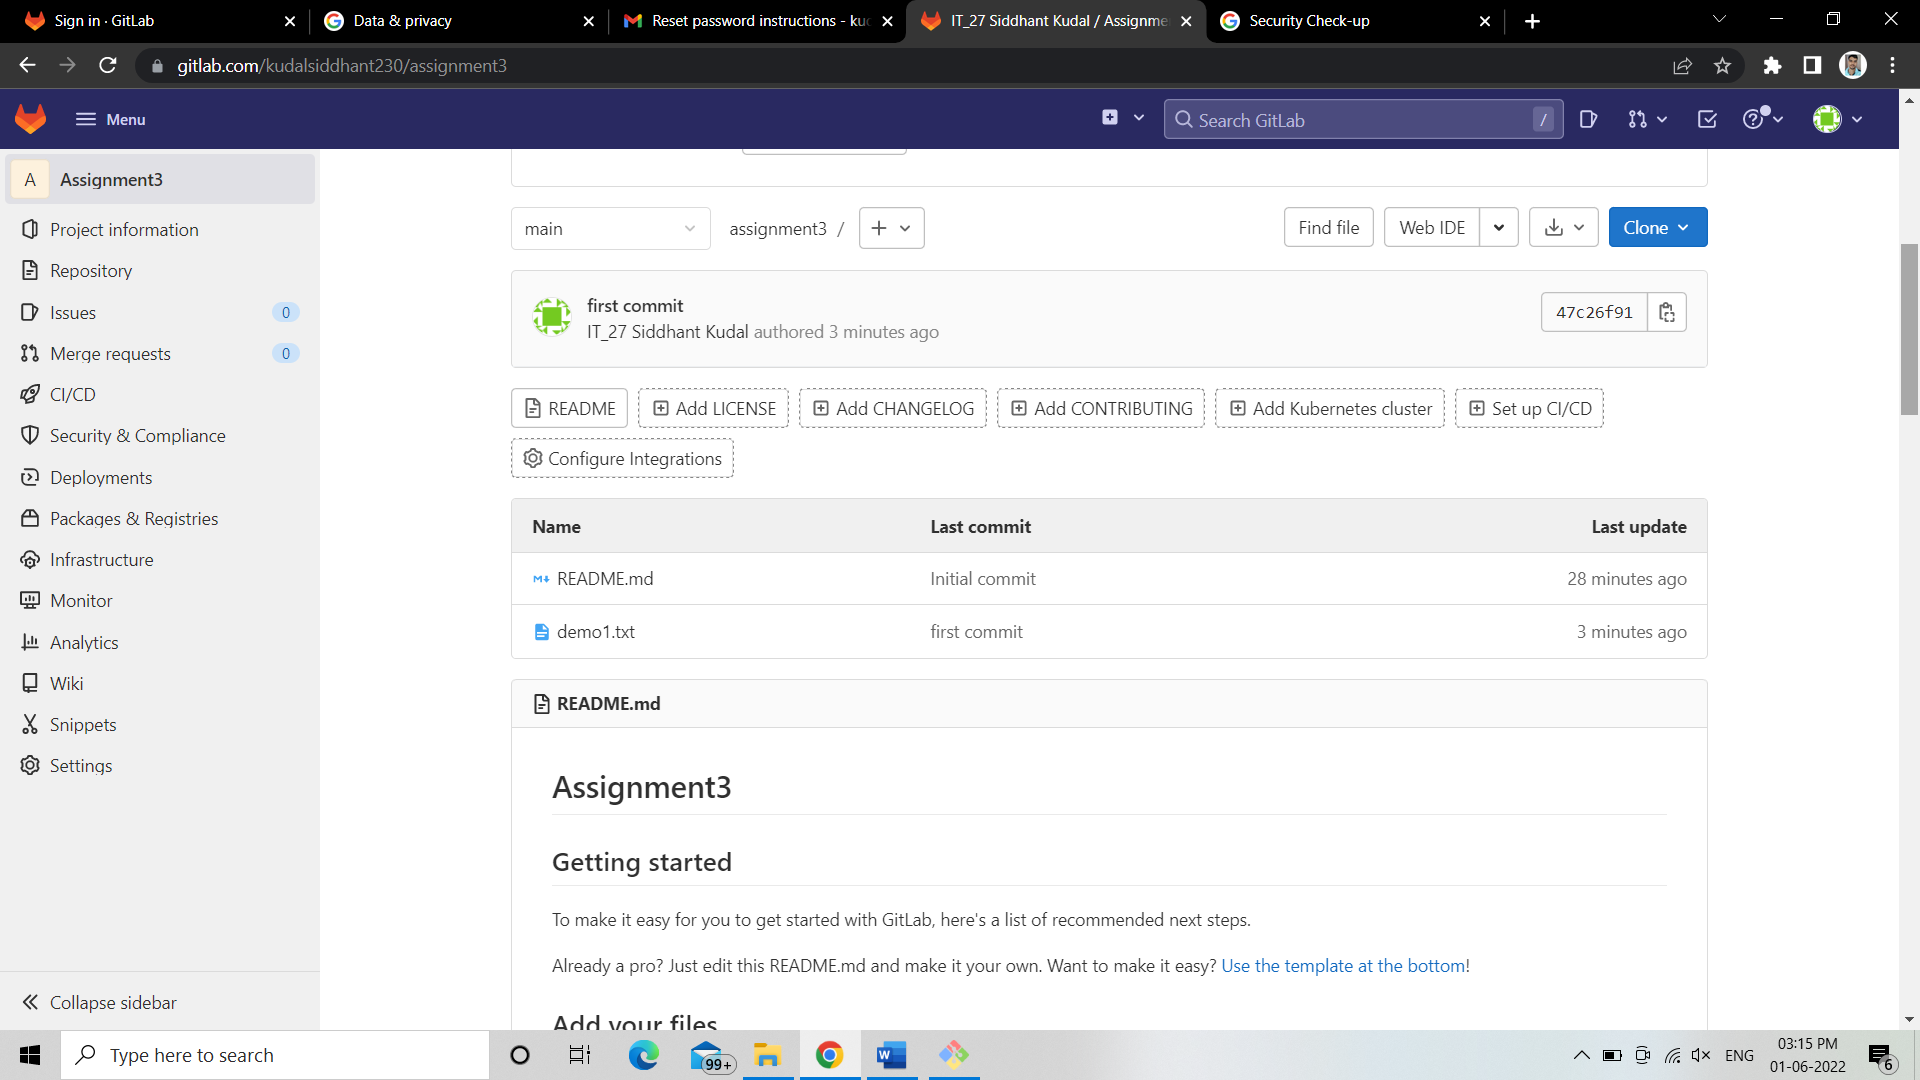 Sign in · GitLab
Data & privacy
Reset password instructions - kud
IT_27 Siddhant Kudal / Assignme
Security Check-up
gitlab.com/kudalsiddhant230/assignment3
Menu
Search GitLab
/
A
Assignment3
Project information
Repository
Issues
0
Merge requests
0
CI/CD
Security & Compliance
Deployments
Packages & Registries
Infrastructure
Monitor
Analytics
Wiki
Snippets
Settings
Collapse sidebar
main
assignment3 /
Find file
Web IDE
Clone
first commit
IT_27 Siddhant Kudal authored 3 minutes ago
47c26f91
README
Add LICENSE
Add CHANGELOG
Add CONTRIBUTING
Add Kubernetes cluster
Set up CI/CD
Configure Integrations
Name Last commit Last update
README.md Initial commit 28 minutes ago
demo1.txt first commit 3 minutes ago
README.md
Assignment3
Getting started
To make it easy for you to get started with GitLab, here's a list of recommended next steps.
Already a pro? Just edit this README.md and make it your own. Want to make it easy? Use the template at the bottom!
Add your files
Type here to search
99+
ENG
03:15 PM
01-06-2022
6